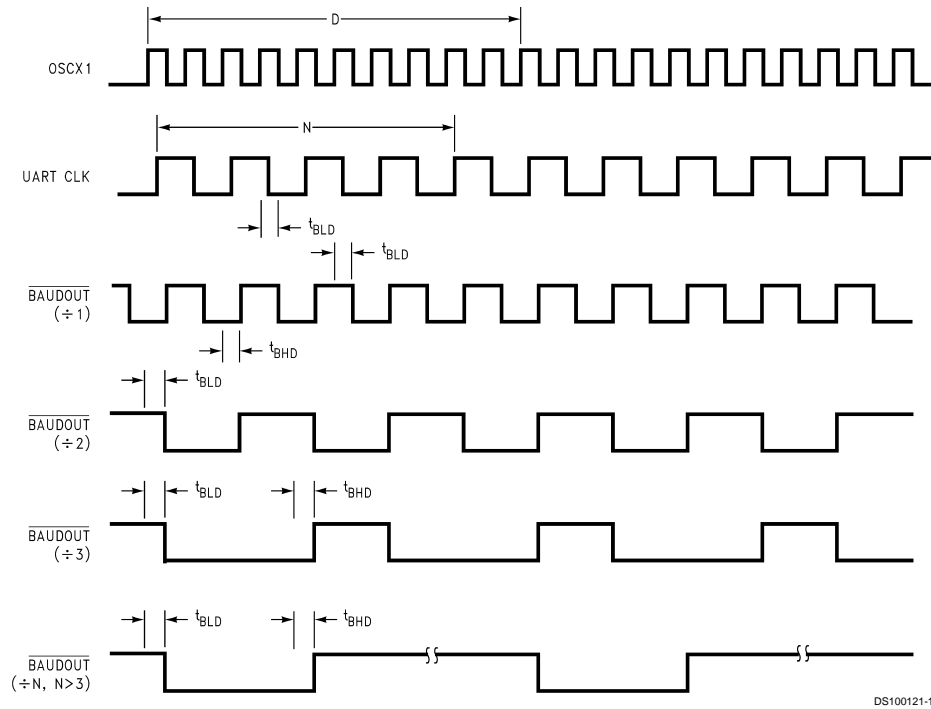 D
OSCX1
N
UART CLK
tBLD
tBLD
BAUDOUT
(÷1)
tBHD
tBLD
BAUDOUT
(÷2)
tBLD
tBHD
BAUDOUT
(÷3)
tBLD
tBHD
BAUDOUT
(÷N, N>3)
DS100121-1